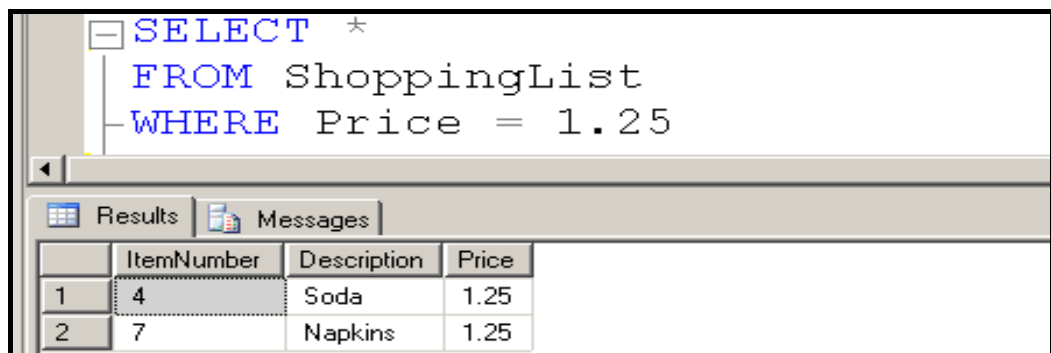 SELECT *
FROM ShoppingList
WHERE Price = 1.25
Results Messages
ItemNumber Description Price
1 4 Soda 1.25
2 7 Napkins 1.25